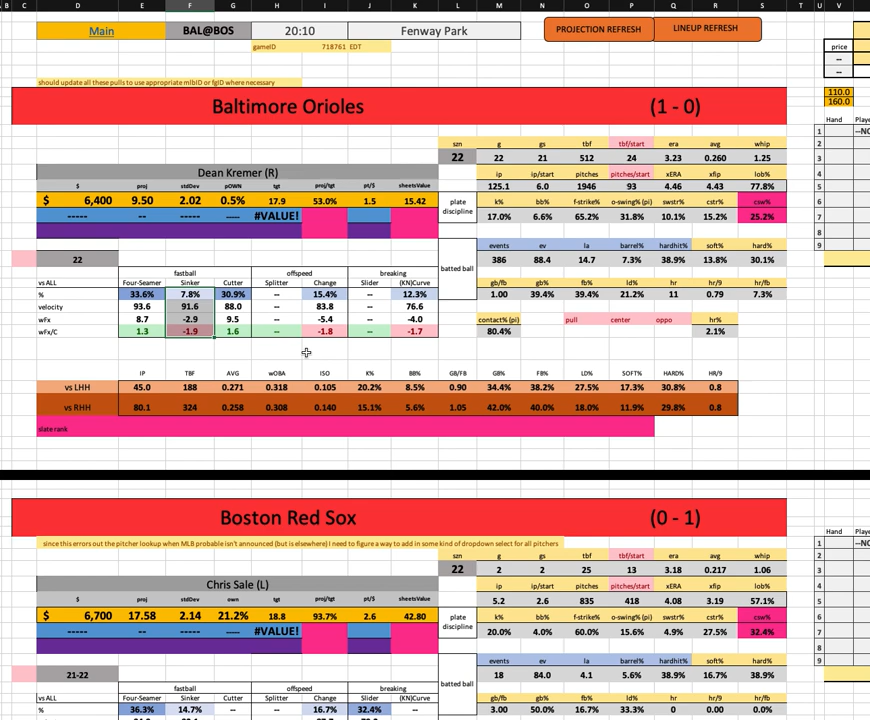 B C D E F G H I J K L M N O P Q R S T U V
Main BAL@BOS 20:10 Fenway Park PROJECTION REFRESH LINEUP REFRESH
gameID 718761 EDT
price
--
--
should update all these pulls to use appropriate mlbID or fgID where necessary
110.0
160.0
Baltimore Orioles (1 - 0)
Hand Playe
1 --NO
szn g gs tbf tbf/start era avg whip 2
22 22 21 512 24 3.23 0.260 1.25 3
Dean Kremer (R) ip ip/start pitches pitches/start xERA xfip lob% 4
$ proj stdDev pOWN tgt proj/tgt pt/$ sheetsValue 125.1 6.0 1946 93 4.46 4.43 77.8% 5
$ 6,400 9.50 2.02 0.5% 17.9 53.0% 1.5 15.42 plate discipline k% bb% f-strike% o-swing% (pi) swstr% cstr% csw% 6
----- -- ----- #VALUE! 17.0% 6.6% 65.2% 31.8% 10.1% 15.2% 25.2% 7
8
batted ball events ev la barrel% hardhit% soft% hard% 9
22 386 88.4 14.7 7.3% 38.9% 13.8% 30.1%
fastball offspeed breaking
vs ALL Four-Seamer Sinker Cutter Splitter Change Slider (KN)Curve gb/fb gb% fb% ld% hr hr/9 hr/fb
% 33.6% 7.8% 30.9% -- 15.4% -- 12.3% 1.00 39.4% 39.4% 21.2% 11 0.79 7.3%
velocity 93.6 91.6 88.0 -- 83.8 -- 76.6
wFx 8.7 -2.9 9.5 -- -5.4 -- -4.0 contact% (pi) pull center oppo hr%
wFx/C 1.3 -1.9 1.6 -- -1.8 -- -1.7 80.4% 2.1%
IP TBF AVG wOBA ISO K% BB% GB/FB GB% FB% LD% SOFT% HARD% HR/9
vs LHH 45.0 188 0.271 0.318 0.105 20.2% 8.5% 0.90 34.4% 38.2% 27.5% 17.3% 30.8% 0.8
vs RHH 80.1 324 0.258 0.308 0.140 15.1% 5.6% 1.05 42.0% 40.0% 18.0% 11.9% 29.8% 0.8
slate rank
Boston Red Sox (0 - 1)
Hand Playe
since this errors out the pitcher lookup when MLB probable isn't announced (but is elsewhere) I need to figure a way to add in some kind of dropdown select for all pitchers 1 --NO
szn g gs tbf tbf/start era avg whip 2
22 2 2 25 13 3.18 0.217 1.06 3
Chris Sale (L) ip ip/start pitches pitches/start xERA xfip lob% 4
$ proj stdDev own tgt proj/tgt pt/$ sheetsValue 5.2 2.6 835 418 4.08 3.19 57.1% 5
$ 6,700 17.58 2.14 21.2% 18.8 93.7% 2.6 42.80 plate discipline k% bb% f-strike% o-swing% (pi) swstr% cstr% csw% 6
----- -- ----- #VALUE! 20.0% 4.0% 60.0% 15.6% 4.9% 27.5% 32.4% 7
8
batted ball events ev la barrel% hardhit% soft% hard% 9
21-22 18 84.0 4.1 5.6% 38.9% 16.7% 38.9%
fastball offspeed breaking
vs ALL Four-Seamer Sinker Cutter Splitter Change Slider (KN)Curve gb/fb gb% fb% ld% hr hr/9 hr/fb
% 36.3% 14.7% -- -- 16.7% 32.4% -- 3.00 50.0% 16.7% 33.3% 0 0.00 0.0%